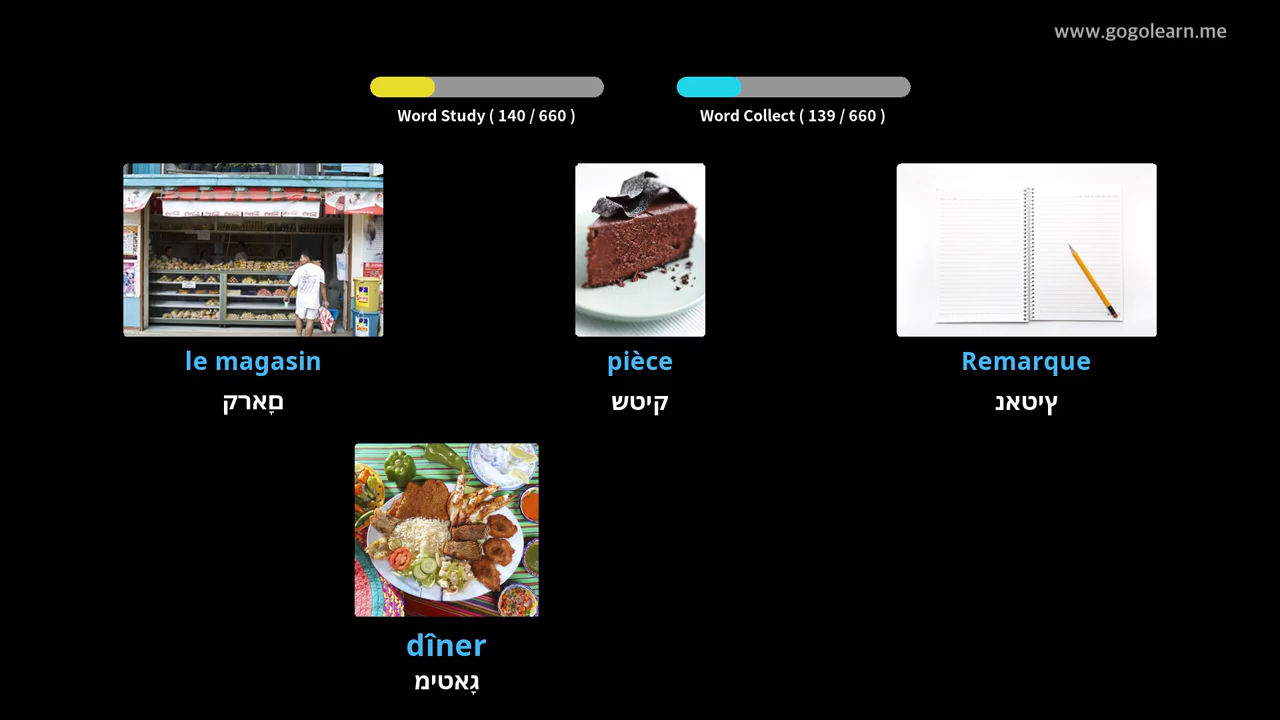 www.gogolearn.me
Word Study ( 140 / 660 )
Word Collect ( 139 / 660 )
le magasin
םָארק
pièce
קיטש
Remarque
ץיטאנ
dîner
גָאטימ